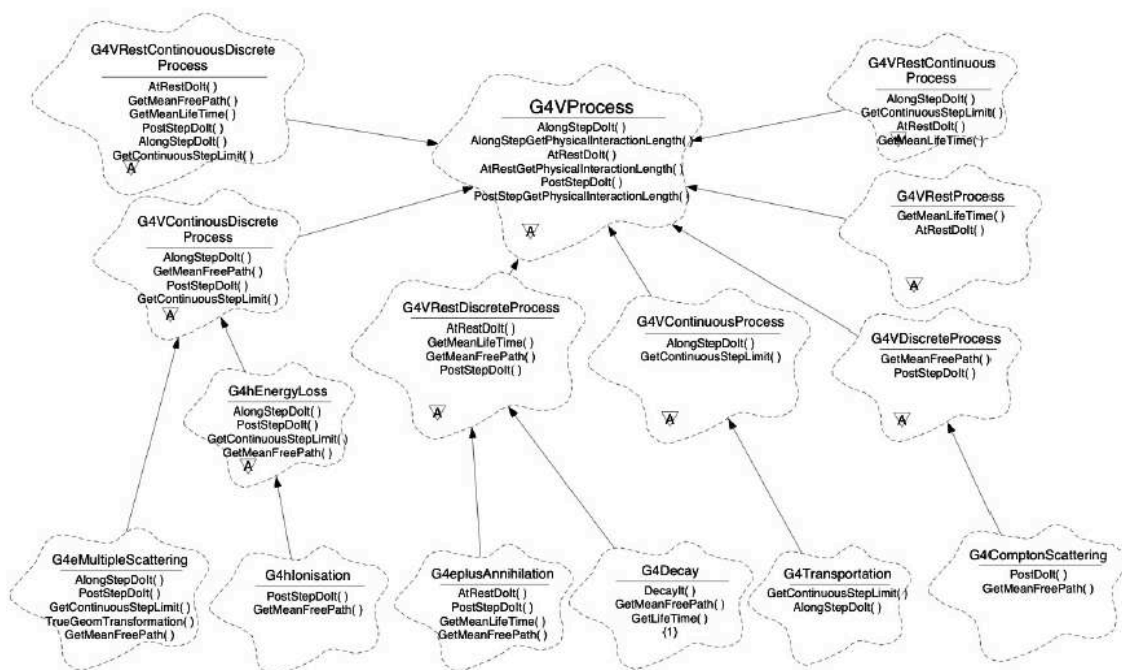 G4VRestContinouousDiscrete
Process
AtRestDoIt( )
GetMeanFreePath( )
GetMeanLifeTime( )
PostStepDoIt( )
AlongStepDoIt( )
GetContinuousStepLimit( )
A
G4VProcess
AlongStepDoIt( )
AlongStepGetPhysicalInteractionLength( )
AtRestDoIt( )
AtRestGetPhysicalInteractionLength( )
PostStepDoIt( )
PostStepGetPhysicalInteractionLength( )
A
G4VRestContinuous
Process
AlongStepDoIt( )
GetContinuousStepLimit( )
AtRestDoIt( )
GetMeanLifeTime( )
A
G4VContinousDiscrete
Process
AlongStepDoIt( )
GetMeanFreePath( )
PostStepDoIt( )
GetContinuousStepLimit( )
A
G4VRestProcess
GetMeanLifeTime( )
AtRestDoIt( )
A
G4VRestDiscreteProcess
AtRestDoIt( )
GetMeanLifeTime( )
GetMeanFreePath( )
PostStepDoIt( )
A
G4VContinuousProcess
AlongStepDoIt( )
GetContinuousStepLimit( )
A
G4VDiscreteProcess
GetMeanFreePath( )
PostStepDoIt( )
A
G4hEnergyLoss
AlongStepDoIt( )
PostStepDoIt( )
GetContinuousStepLimit( )
GetMeanFreePath( )
A
G4eMultipleScattering
AlongStepDoIt( )
PostStepDoIt( )
GetContinuousStepLimit( )
TrueGeomTransformation( )
GetMeanFreePath( )
G4hIonisation
PostStepDoIt( )
GetMeanFreePath( )
G4eplusAnnihilation
AtRestDoIt( )
PostStepDoIt( )
GetMeanLifeTime( )
GetMeanFreePath( )
G4Decay
DecayIt( )
GetMeanFreePath( )
GetLifeTime( )
{1}
G4Transportation
GetContinuousStepLimit( )
AlongStepDoIt( )
G4ComptonScattering
PostDoIt( )
GetMeanFreePath( )